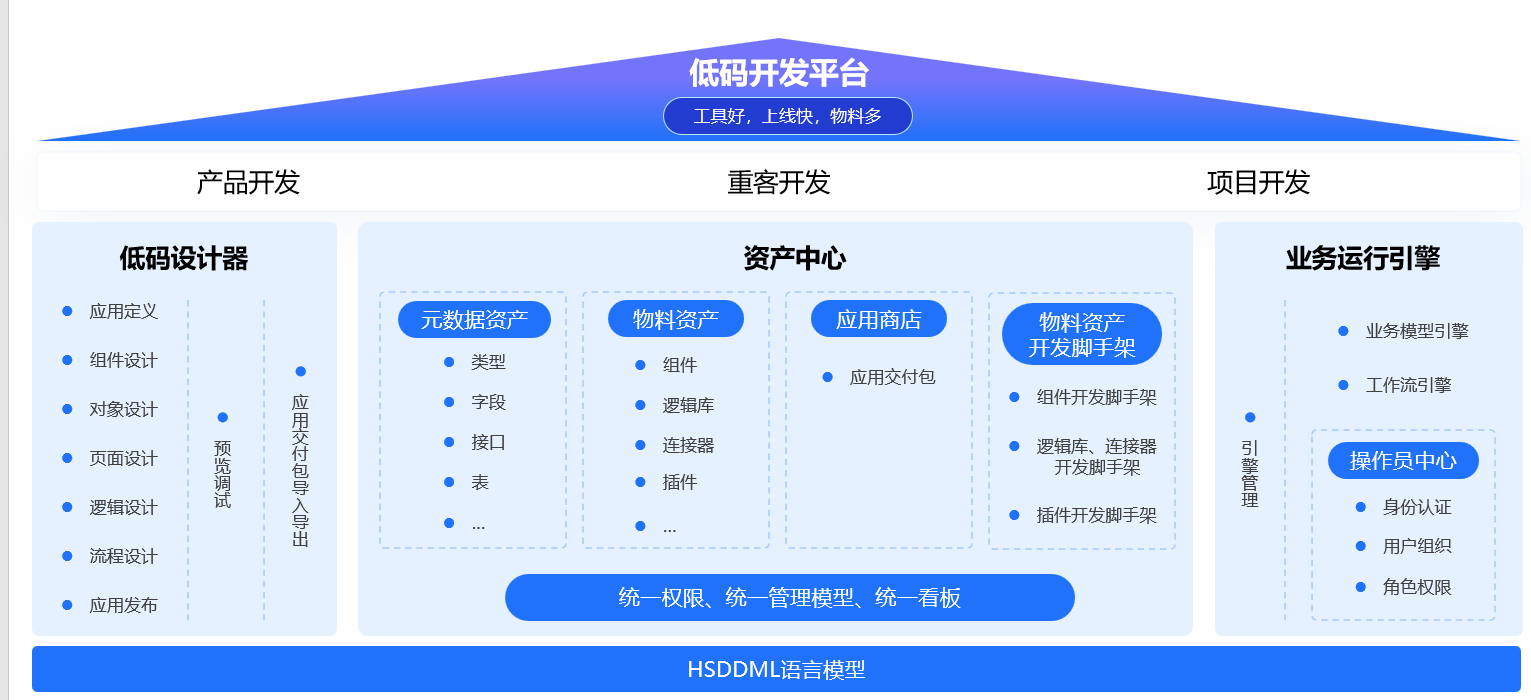 低码开发平台
工具好，上线快，物料多
产品开发
重客开发
项目开发
低码设计器
应用定义
组件设计
对象设计
页面设计
逻辑设计
流程设计
应用发布
预览调试
应用交付包导入导出
资产中心
元数据资产
类型
字段
接口
表
...
物料资产
组件
逻辑库
连接器
插件
...
应用商店
应用交付包
物料资产
开发脚手架
组件开发脚手架
逻辑库、连接器
开发脚手架
插件开发脚手架
统一权限、统一管理模型、统一看板
业务运行引擎
引擎管理
业务模型引擎
工作流引擎
操作员中心
身份认证
用户组织
角色权限
HSDDML语言模型